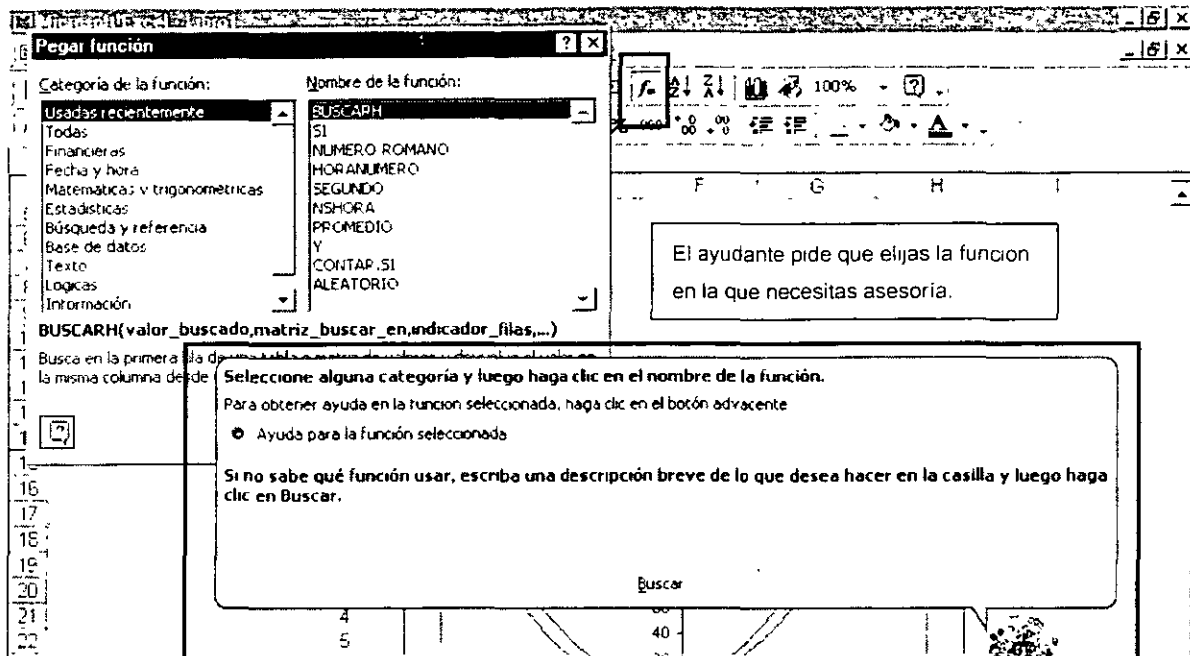 Pegar función
Categoría de la función:
Nombre de la función:
Usadas recientemente
Todas
Financieras
Fecha y hora
Matemáticas y trigonométricas
Estadísticas
Búsqueda y referencia
Base de datos
Texto
Lógicas
Información
BUSCARH
SI
NUMERO ROMANO
HORANUMERO
SEGUNDO
NSHORA
PROMEDIO
Y
CONTAR.SI
ALEATORIO
BUSCARH(valor_buscado,matriz_buscar_en,indicador_filas,...)
Busca en la primera
la misma columna desde
100%
F G H I
El ayudante pide que elijas la funcion
en la que necesitas asesoría.
Seleccione alguna categoría y luego haga clic en el nombre de la función.
Para obtener ayuda en la funcion seleccionada, haga clic en el botón adyacente
Ayuda para la función seleccionada
Si no sabe qué función usar, escriba una descripción breve de lo que desea hacer en la casilla y luego haga
clic en Buscar.
Buscar
16
17
18
19
20
21
22
4
5
60
40